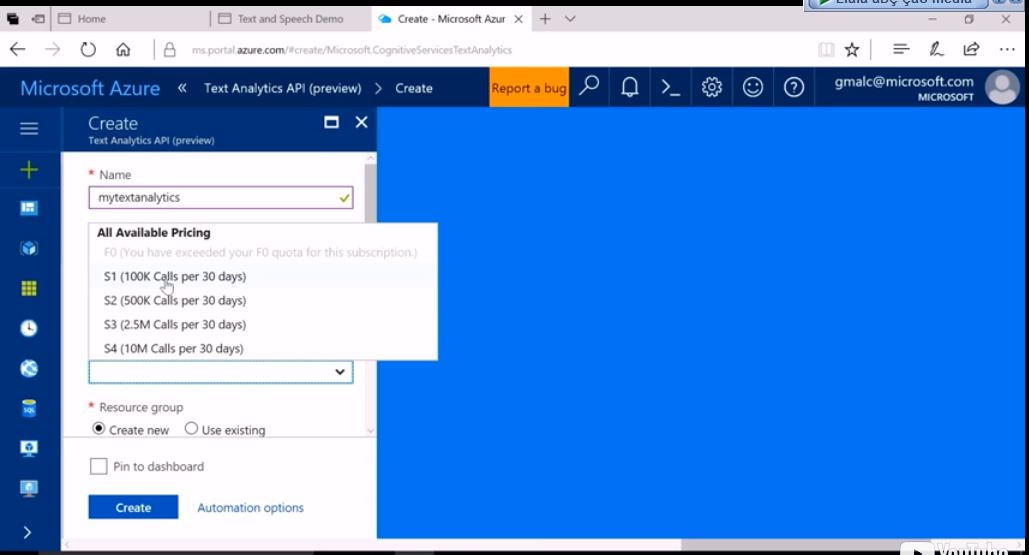 Home
Text and Speech Demo
Create - Microsoft Azur
ms.portal.azure.com/#create/Microsoft.CognitiveServicesTextAnalytics
Microsoft Azure « Text Analytics API (preview) > Create
Report a bug
gmalc@microsoft.com
MICROSOFT
Create
Text Analytics API (preview)
* Name
mytextanalytics
All Available Pricing
F0 (You have exceeded your F0 quota for this subscription.)
S1 (100K Calls per 30 days)
S2 (500K Calls per 30 days)
S3 (2.5M Calls per 30 days)
S4 (10M Calls per 30 days)
* Resource group
Create new
Use existing
Pin to dashboard
Create
Automation options
SQL
YouTube